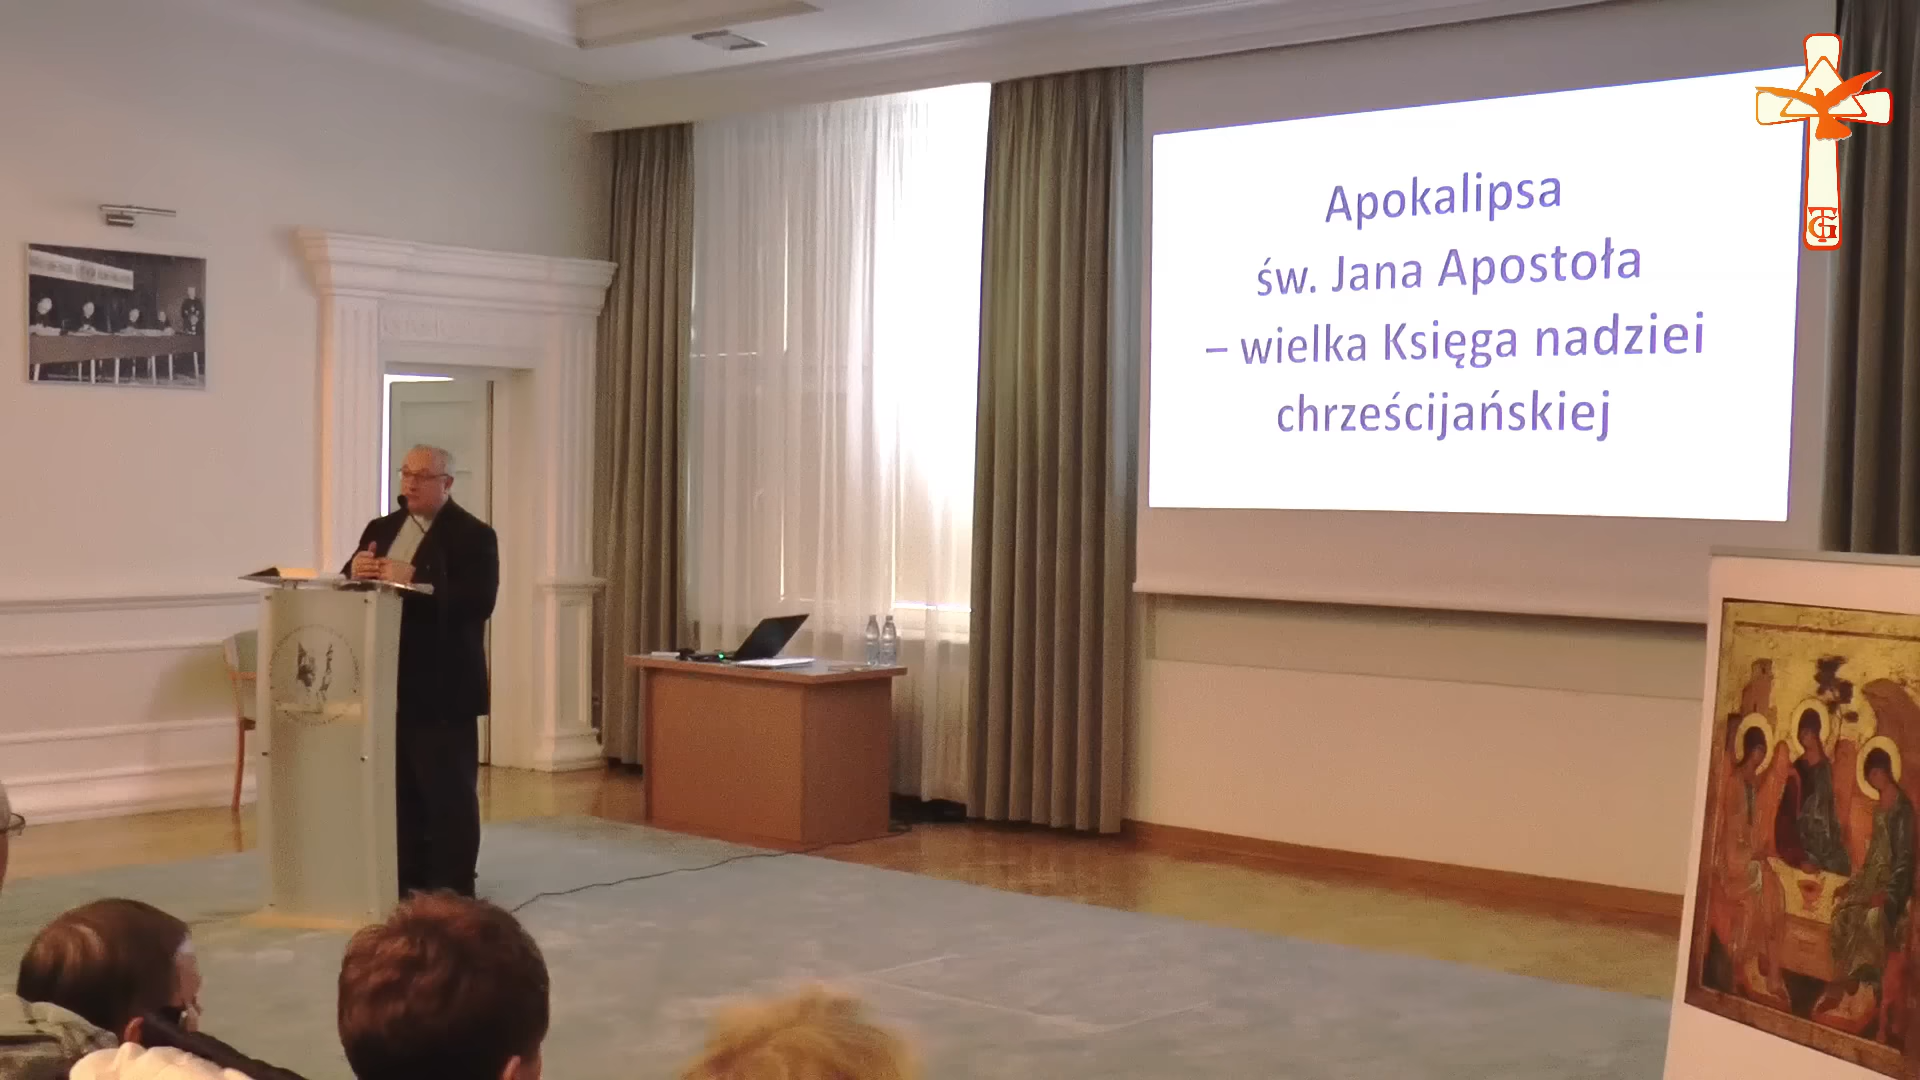 Apokalipsa
św. Jana Apostoła
– wielka Księga nadziei
chrześcijańskiej